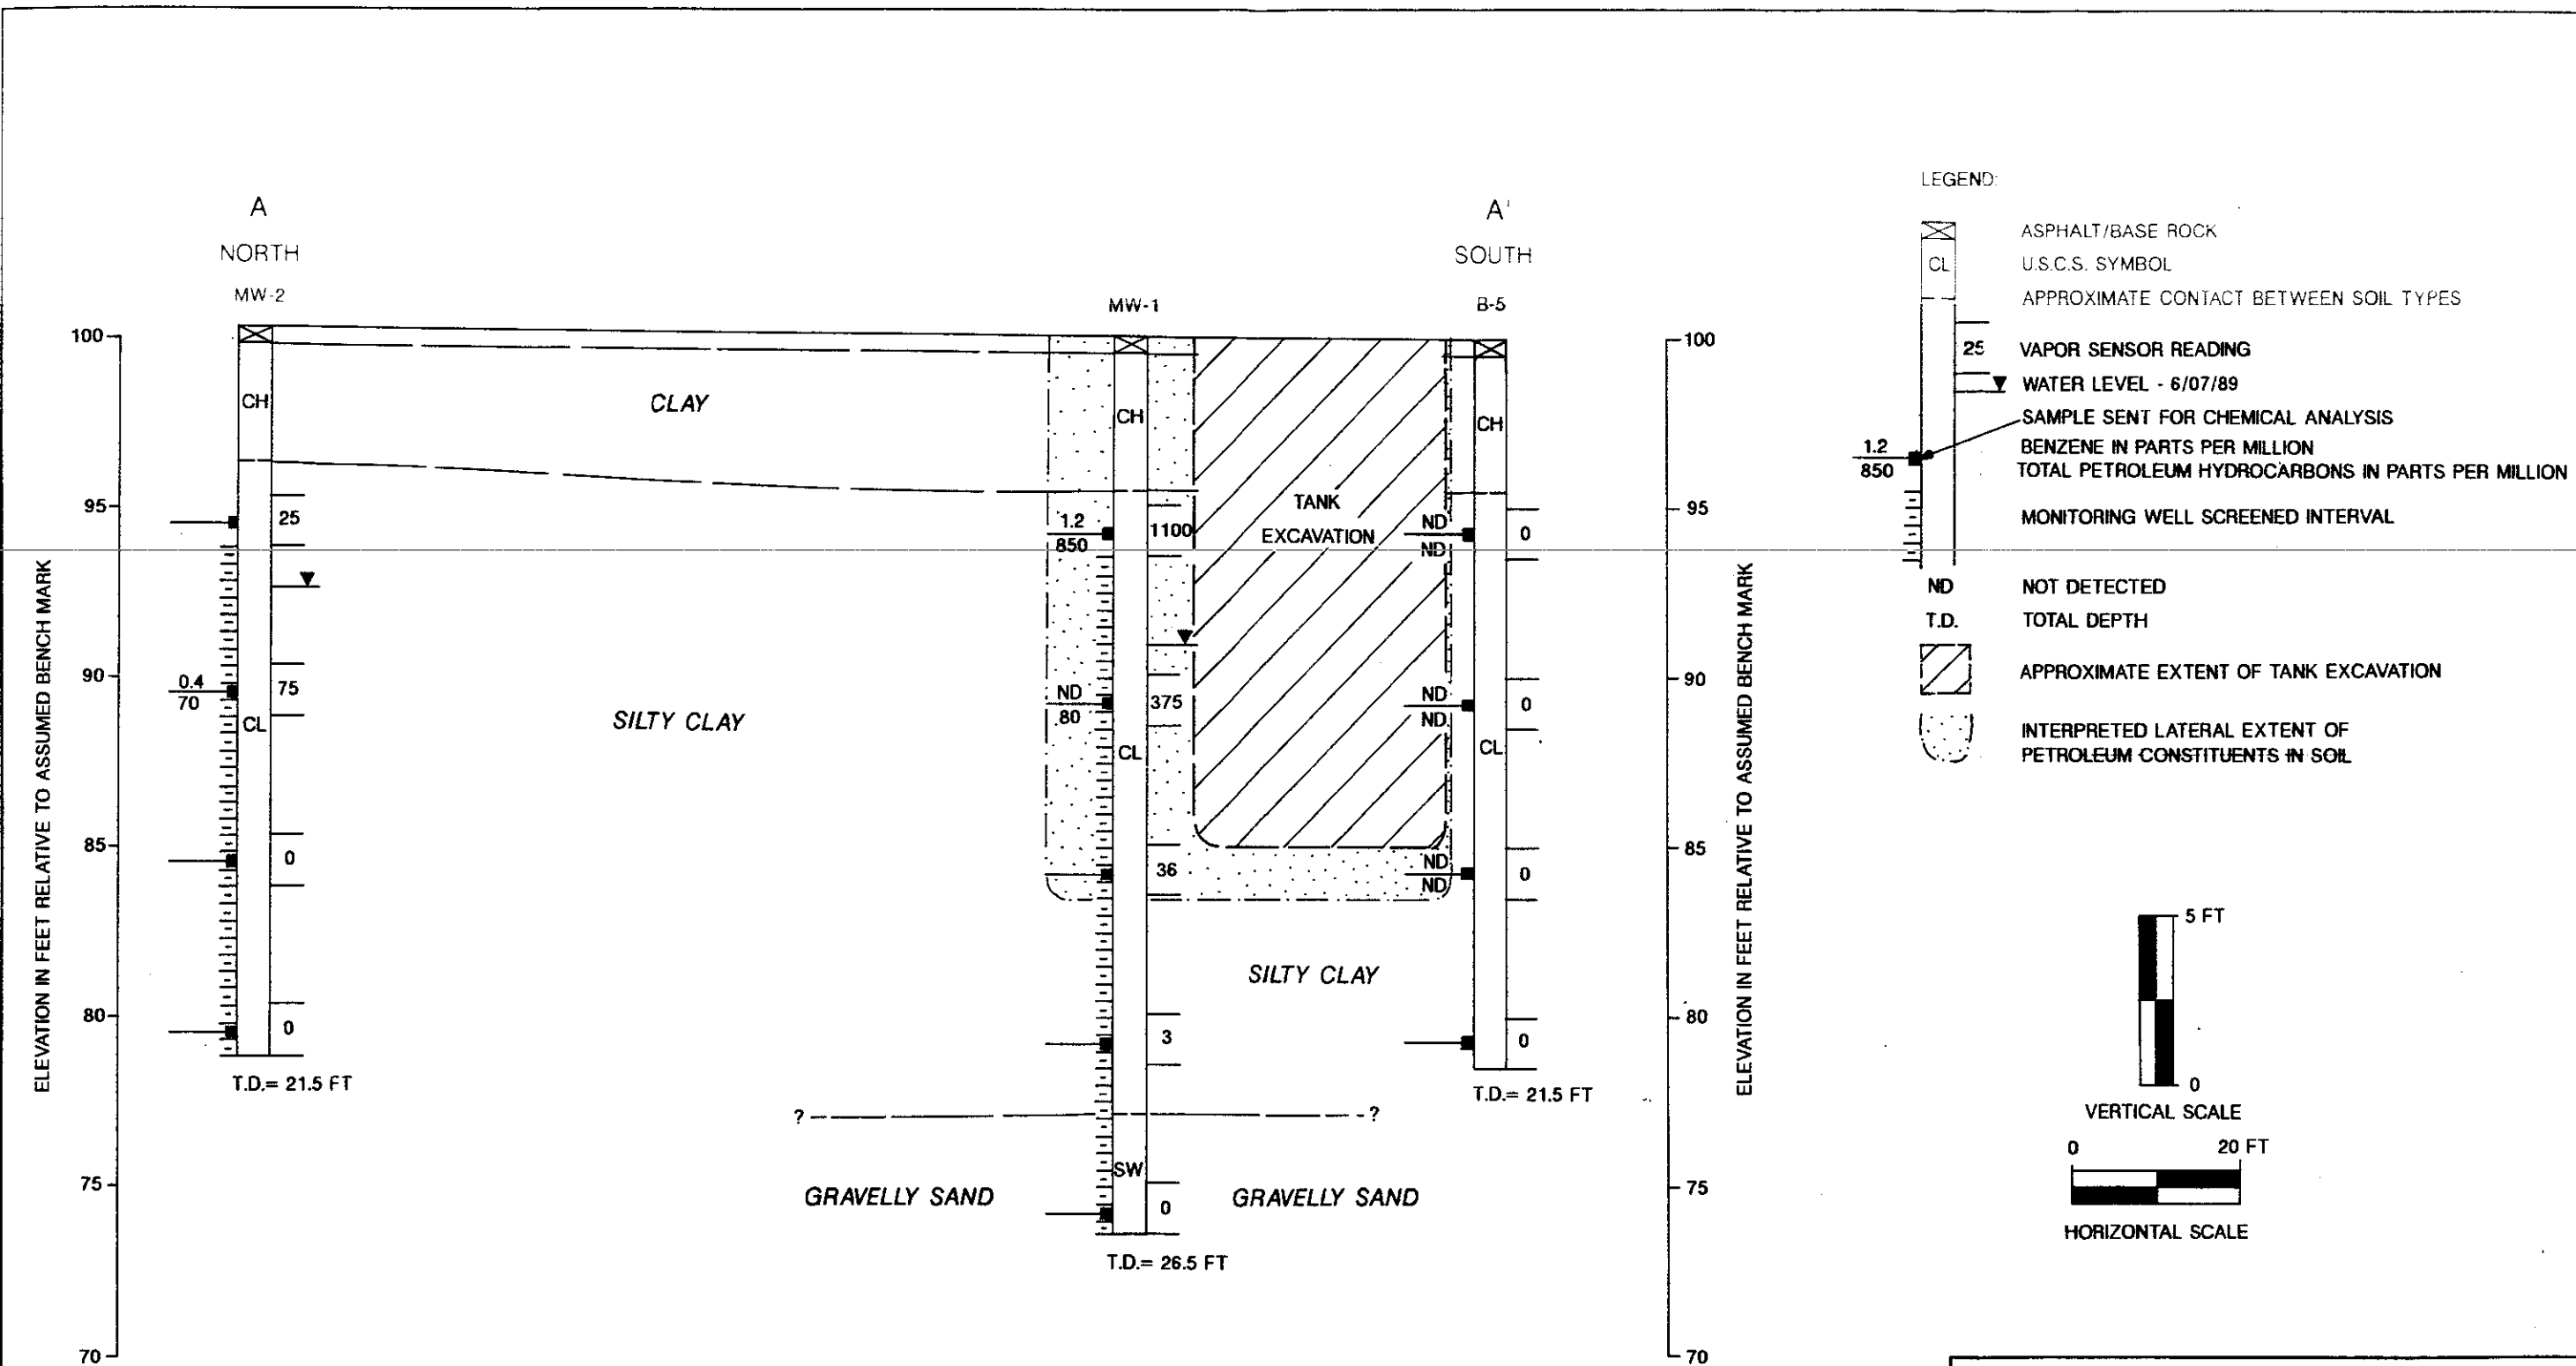 A
NORTH
MW-2
MW-1
A'
SOUTH
B-5
ELEVATION IN FEET RELATIVE TO ASSUMED BENCH MARK
100
95
90
85
80
75
70
CH
25
0.4
70
75
CL
0
0
T.D.= 21.5 FT
CLAY
SILTY CLAY
CH
1.2
850
1100
ND
80
375
CL
36
3
SW
0
T.D.= 26.5 FT
TANK
EXCAVATION
SILTY CLAY
? ?
GRAVELLY SAND
GRAVELLY SAND
CH
ND
ND
0
ND
ND
0
CL
ND
ND
0
0
T.D.= 21.5 FT
100
95
90
85
80
75
70
ELEVATION IN FEET RELATIVE TO ASSUMED BENCH MARK
LEGEND:
ASPHALT/BASE ROCK
CL U.S.C.S. SYMBOL
APPROXIMATE CONTACT BETWEEN SOIL TYPES
25 VAPOR SENSOR READING
WATER LEVEL - 6/07/89
SAMPLE SENT FOR CHEMICAL ANALYSIS
1.2 BENZENE IN PARTS PER MILLION
850 TOTAL PETROLEUM HYDROCARBONS IN PARTS PER MILLION
MONITORING WELL SCREENED INTERVAL
ND NOT DETECTED
T.D. TOTAL DEPTH
APPROXIMATE EXTENT OF TANK EXCAVATION
INTERPRETED LATERAL EXTENT OF
PETROLEUM CONSTITUENTS IN SOIL
5 FT
0
VERTICAL SCALE
0 20 FT
HORIZONTAL SCALE